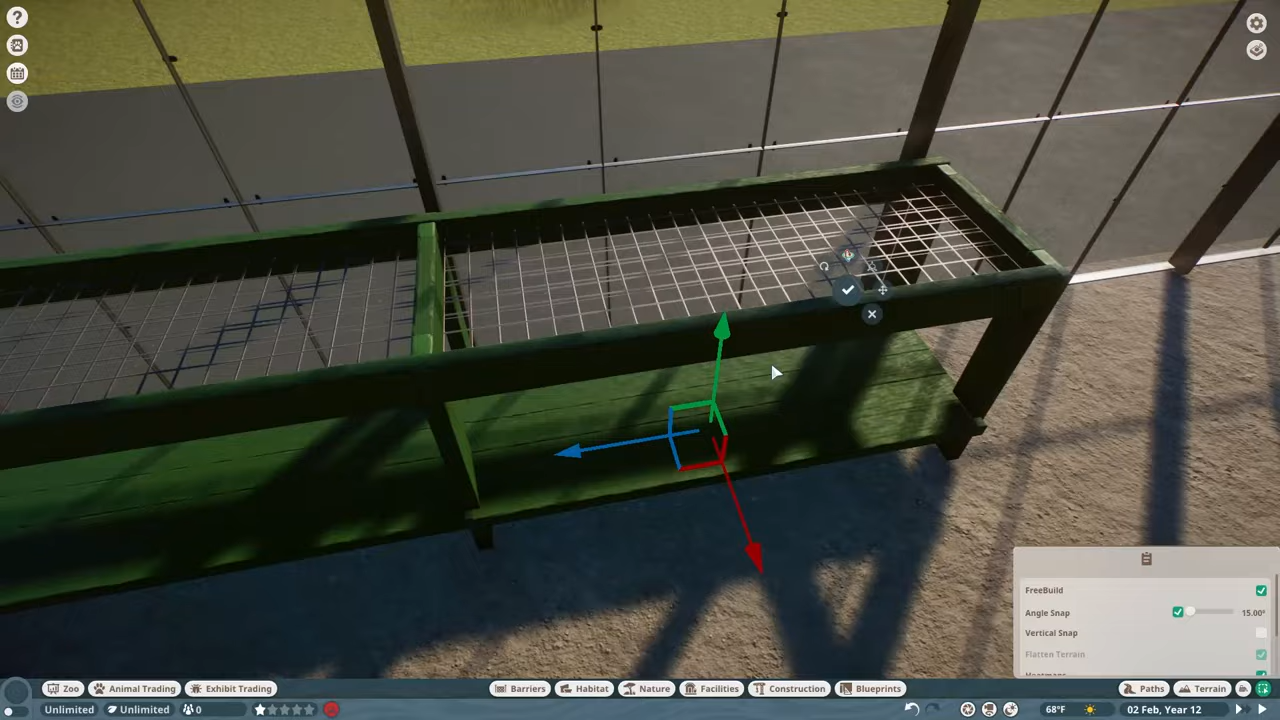 ?
FreeBuild
Angle Snap 15.00°
Vertical Snap
Flatten Terrain
Zoo Animal Trading Exhibit Trading Barriers Habitat Nature Facilities Construction Blueprints Paths Terrain
Unlimited Unlimited 0 68°F 02 Feb, Year 12